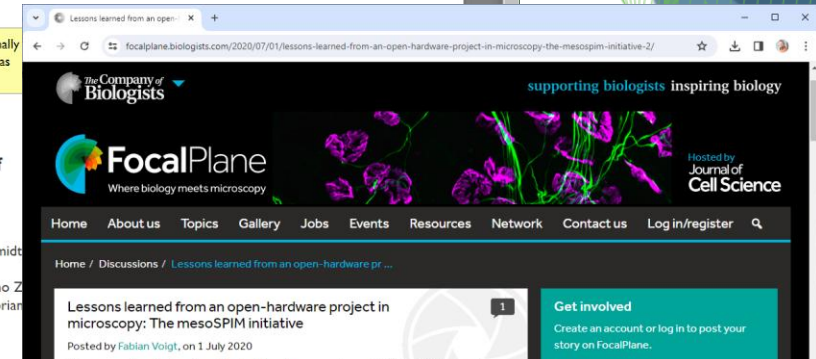 Lessons learned from an open-
focalplane.biologists.com/2020/07/01/lessons-learned-from-an-open-hardware-project-in-microscopy-the-mesospim-initiative-2/
The Company of
Biologists
supporting biologists inspiring biology
FocalPlane
Where biology meets microscopy
Hosted by
Journal of
Cell Science
Home About us Topics Gallery Jobs Events Resources Network Contact us Log in/register
Home / Discussions / Lessons learned from an open-hardware pr ...
Lessons learned from an open-hardware project in
microscopy: The mesoSPIM initiative
1
Posted by Fabian Voigt, on 1 July 2020
Get involved
Create an account or log in to post your
story on FocalPlane.